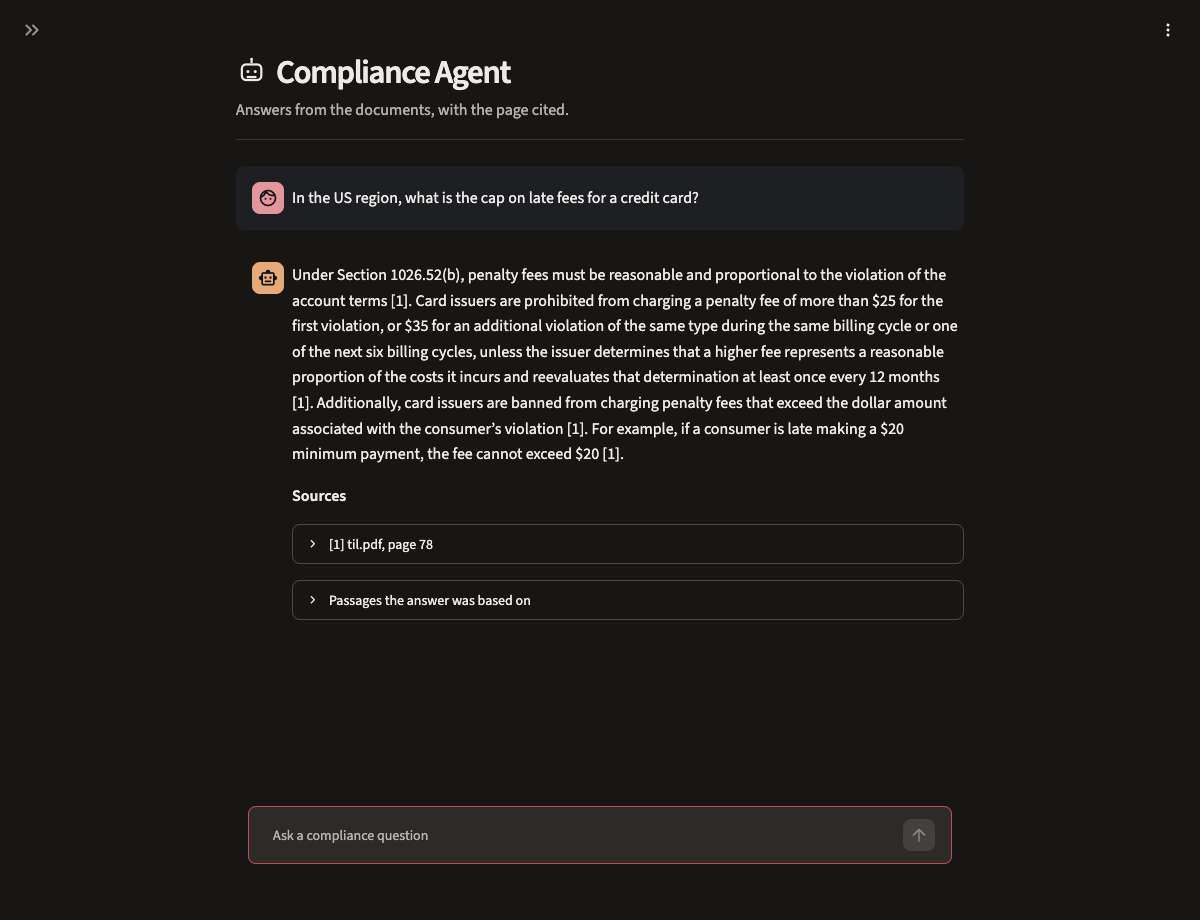 Compliance Agent
Answers from the documents, with the page cited.
In the US region, what is the cap on late fees for a credit card?
Under Section 1026.52(b), penalty fees must be reasonable and proportional to the violation of the
account terms [1]. Card issuers are prohibited from charging a penalty fee of more than $25 for the
first violation, or $35 for an additional violation of the same type during the same billing cycle or one
of the next six billing cycles, unless the issuer determines that a higher fee represents a reasonable
proportion of the costs it incurs and reevaluates that determination at least once every 12 months
[1]. Additionally, card issuers are banned from charging penalty fees that exceed the dollar amount
associated with the consumer’s violation [1]. For example, if a consumer is late making a $20
minimum payment, the fee cannot exceed $20 [1].
Sources
[1] til.pdf, page 78
Passages the answer was based on
Ask a compliance question